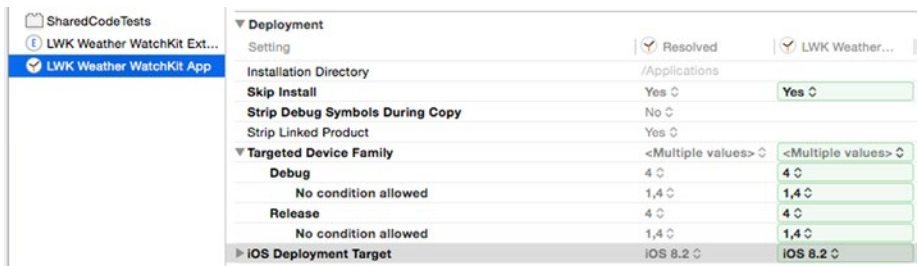 SharedCodeTests
LWK Weather WatchKit Ext...
LWK Weather WatchKit App
Deployment
Setting Resolved LWK Weather...
Installation Directory /Applications
Skip Install Yes Yes
Strip Debug Symbols During Copy No
Strip Linked Product Yes
Targeted Device Family <Multiple values> <Multiple values>
Debug 4 4
No condition allowed 1,4 1,4
Release 4 4
No condition allowed 1,4 1,4
iOS Deployment Target iOS 8.2 iOS 8.2